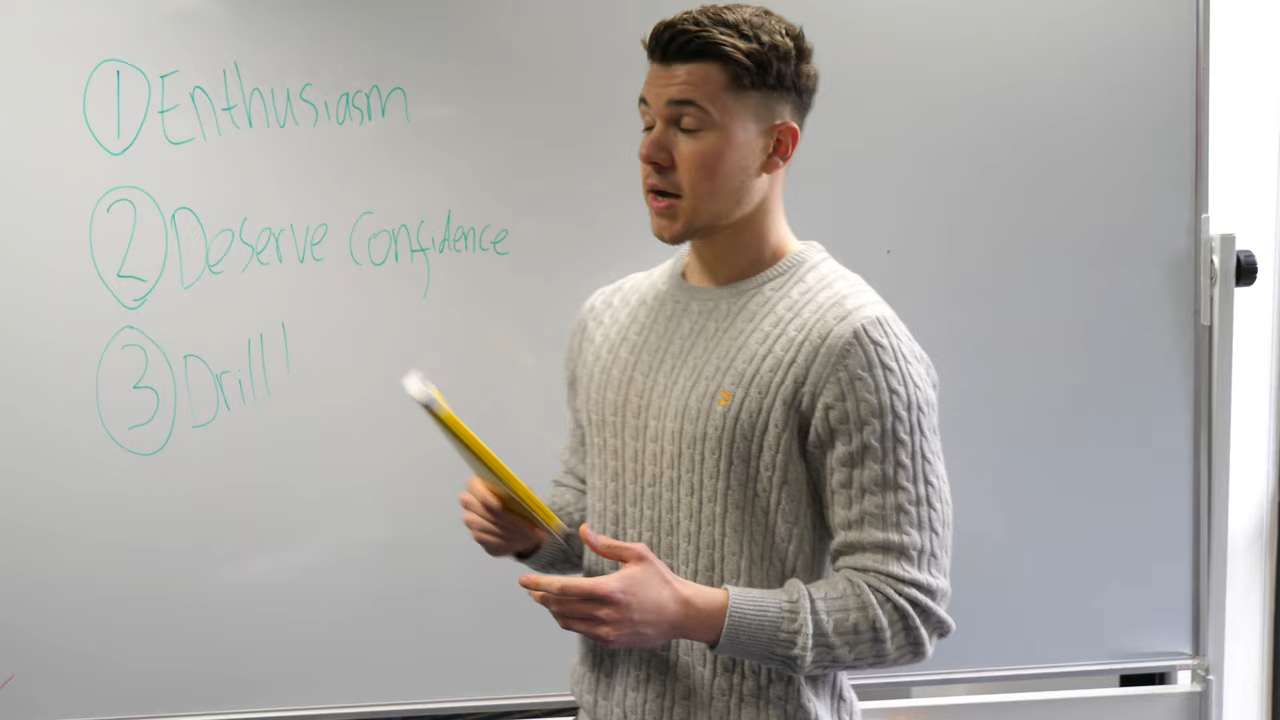 ① Enthusiasm
② Deserve Confidence
③ Drill'